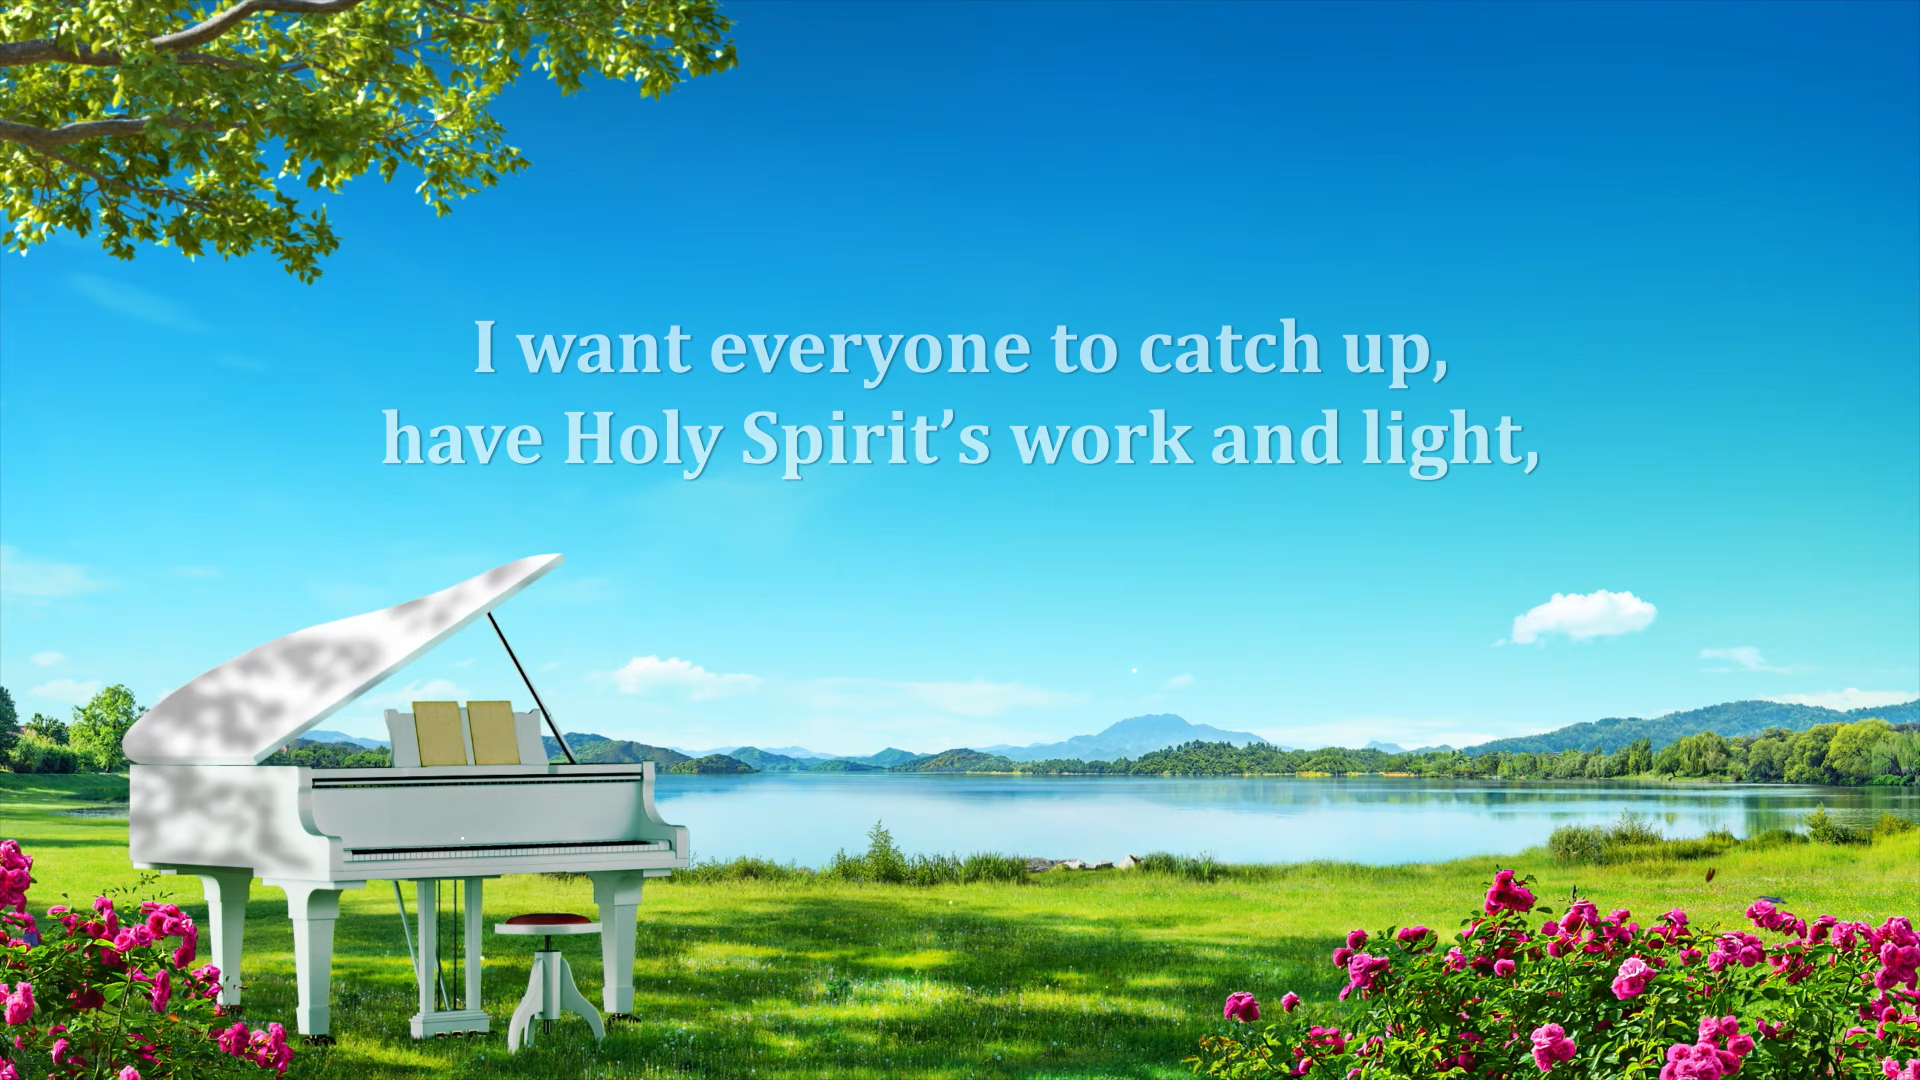 I want everyone to catch up,
have Holy Spirit’s work and light,